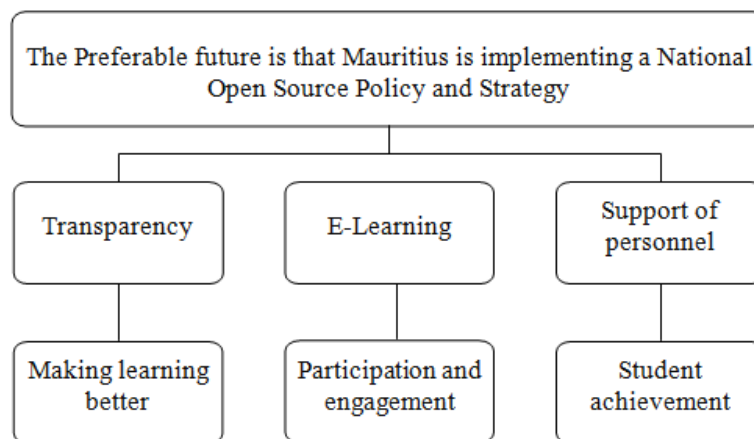 The Preferable future is that Mauritius is implementing a National
Open Source Policy and Strategy
Transparency
E-Learning
Support of
personnel
Making learning
better
Participation and
engagement
Student
achievement